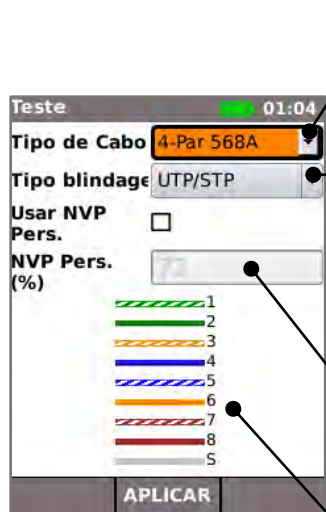 Teste 01:04
Tipo de Cabo 4-Par 568A
Tipo blindage UTP/STP
Usar NVP
Pers.
NVP Pers. 72
(%)
1
2
3
4
5
6
7
8
S
APLICAR